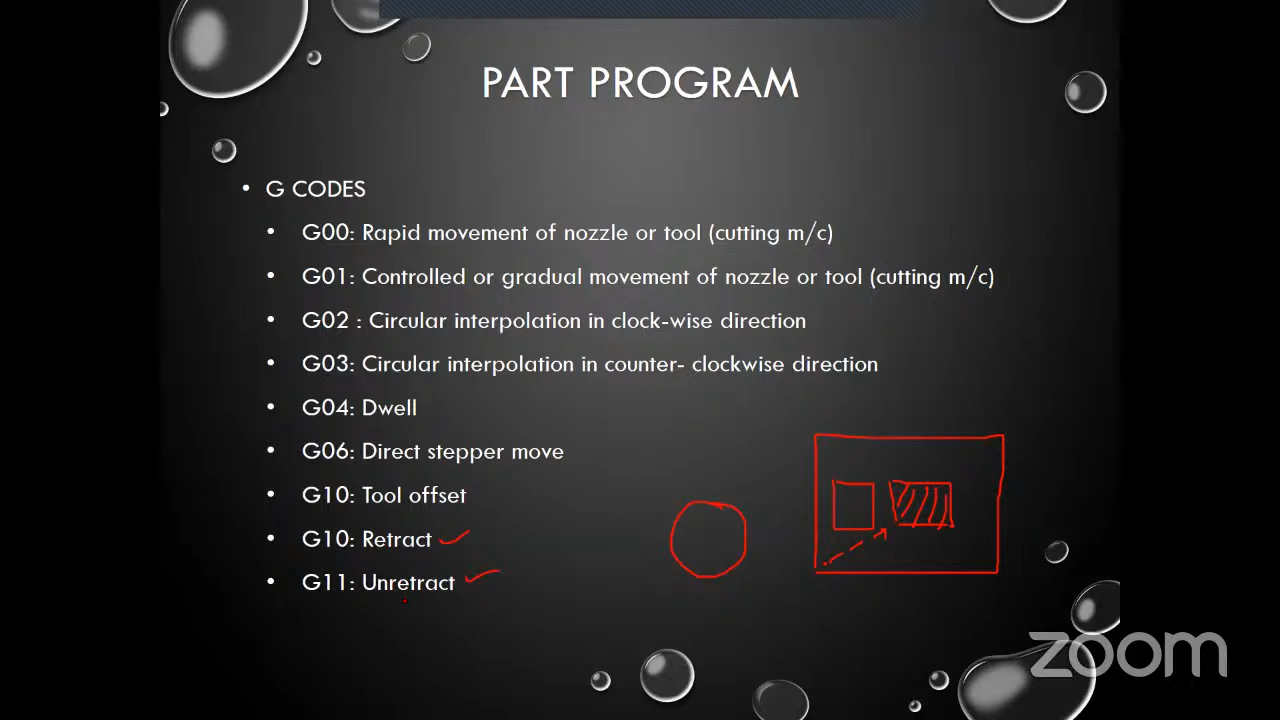 PART PROGRAM
• G CODES
• G00: Rapid movement of nozzle or tool (cutting m/c)
• G01: Controlled or gradual movement of nozzle or tool (cutting m/c)
• G02 : Circular interpolation in clock-wise direction
• G03: Circular interpolation in counter- clockwise direction
• G04: Dwell
• G06: Direct stepper move
• G10: Tool offset
• G10: Retract
• G11: Unretract
zoom